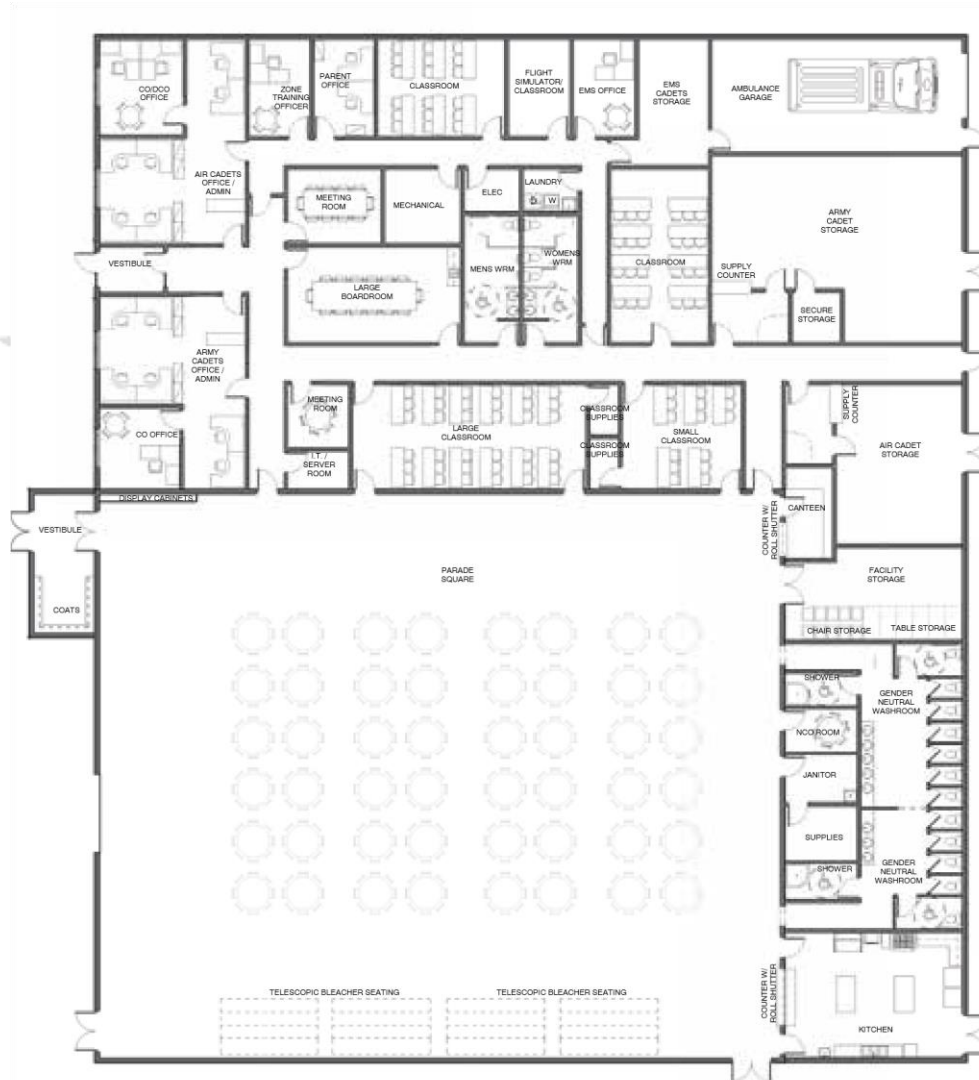 CO/DCO
OFFICE
ZONE
TRAINING
OFFICER
PARENT
OFFICE
CLASSROOM
FLIGHT
SIMULATOR/
CLASSROOM
EMS OFFICE
EMS
CADETS
STORAGE
AMBULANCE
GARAGE
AIR CADETS
OFFICE /
ADMIN
MEETING
ROOM
MECHANICAL
ELEC
LAUNDRY
W
ARMY
CADET
STORAGE
VESTIBULE
LARGE
BOARDROOM
MENS WRM
WOMENS
WRM
CLASSROOM
SUPPLY
COUNTER
SECURE
STORAGE
ARMY
CADETS
OFFICE /
ADMIN
CO OFFICE
MEETING
ROOM
I.T. /
SERVER
ROOM
LARGE
CLASSROOM
CLASSROOM
SUPPLIES
CLASSROOM
SUPPLIES
SMALL
CLASSROOM
SUPPLY
COUNTER
AIR CADET
STORAGE
DISPLAY CABINETS
VESTIBULE
COATS
PARADE
SQUARE
COUNTER W/
ROLL SHUTTER
CANTEEN
FACILITY
STORAGE
CHAIR STORAGE
TABLE STORAGE
SHOWER
GENDER
NEUTRAL
WASHROOM
NCO ROOM
JANITOR
SUPPLIES
SHOWER
GENDER
NEUTRAL
WASHROOM
TELESCOPIC BLEACHER SEATING
TELESCOPIC BLEACHER SEATING
COUNTER W/
ROLL SHUTTER
KITCHEN